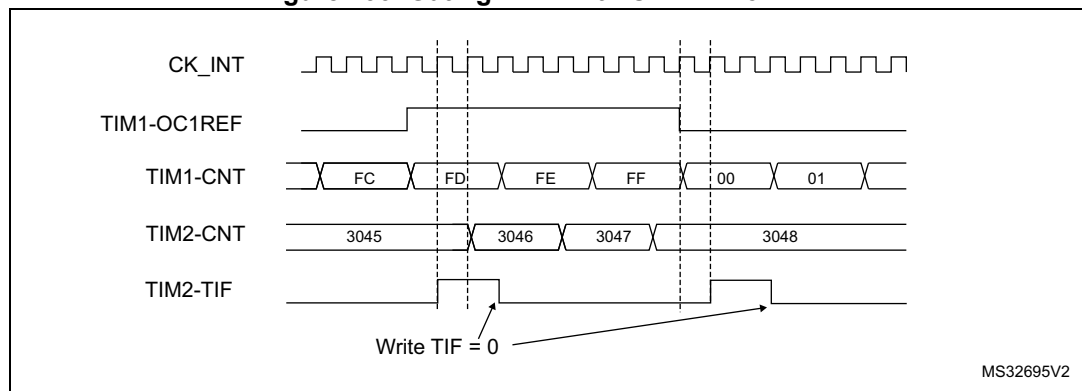 CK_INT
TIM1-OC1REF
TIM1-CNT FC FD FE FF 00 01
TIM2-CNT 3045 3046 3047 3048
TIM2-TIF
Write TIF = 0
MS32695V2